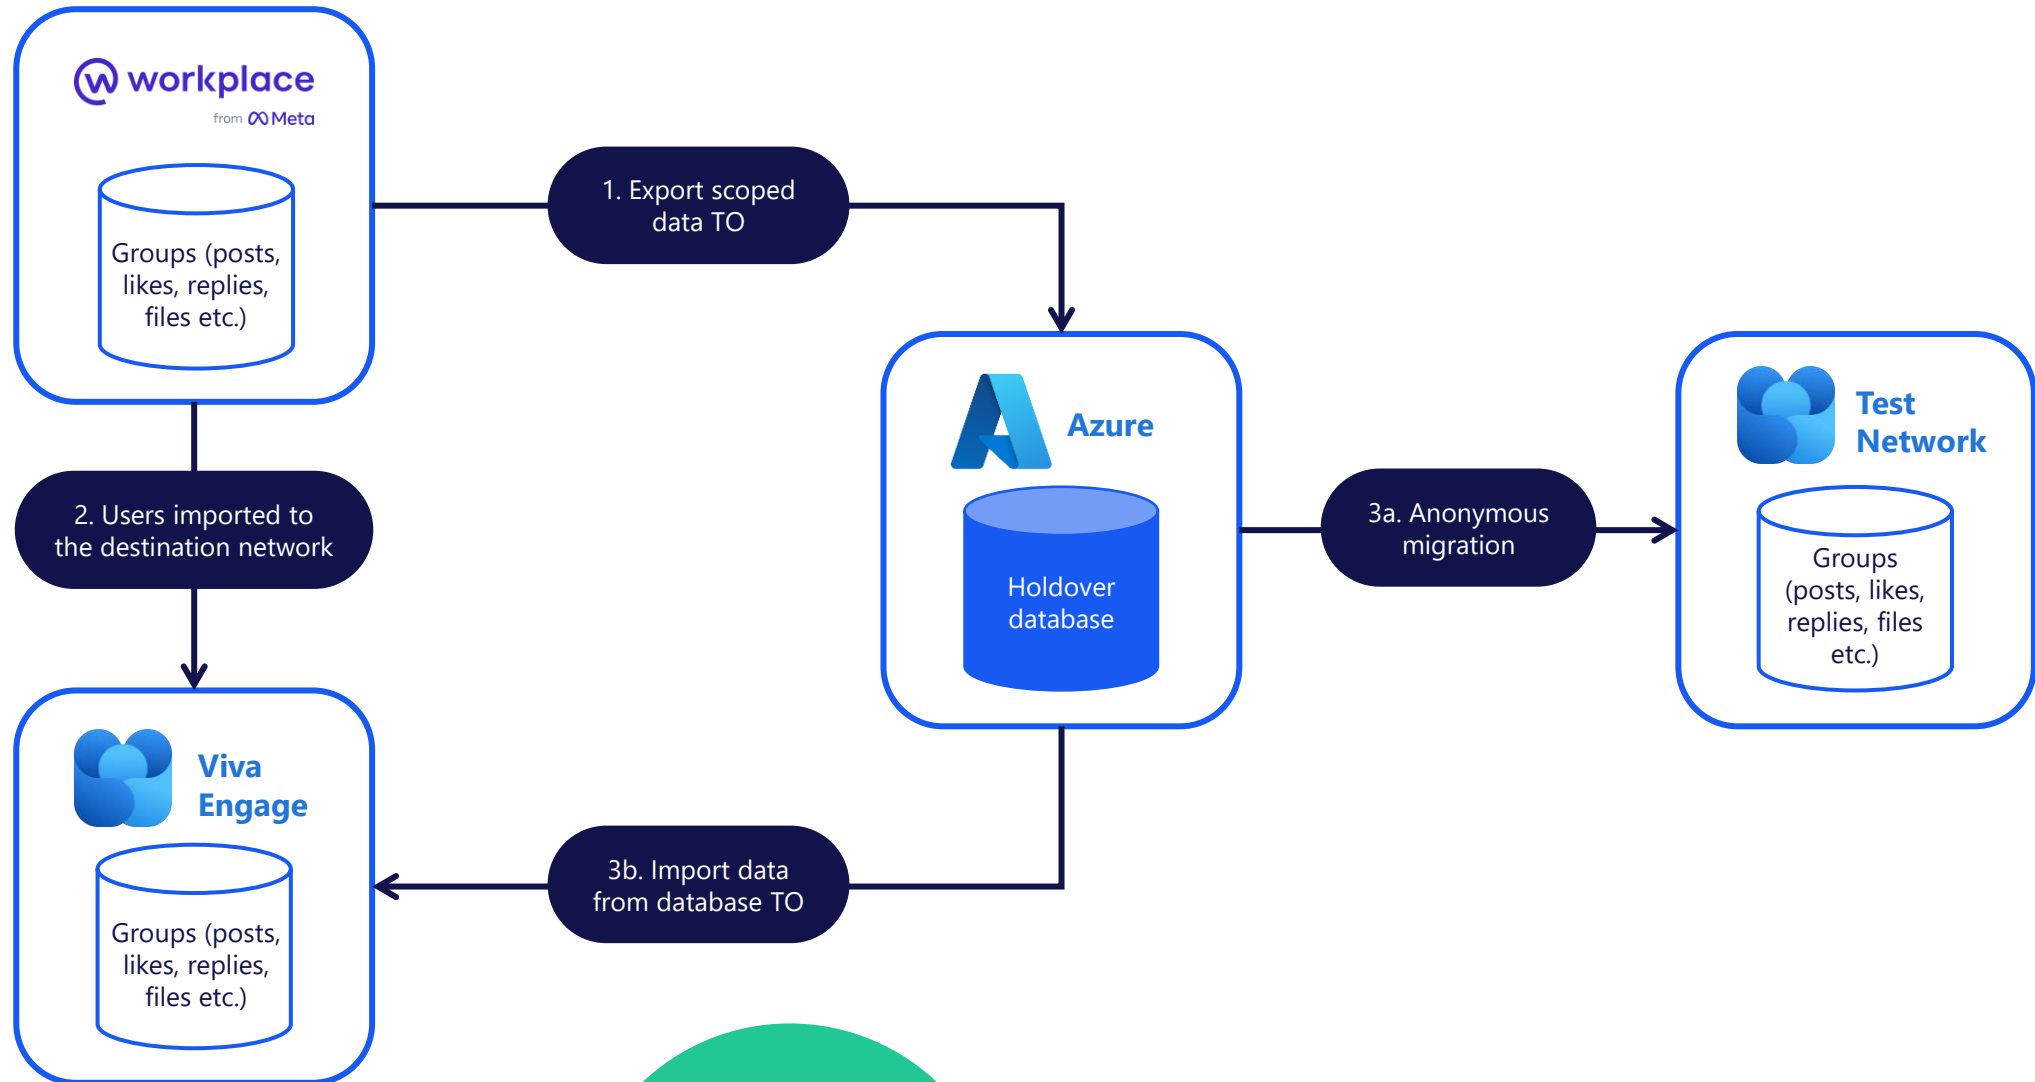 workplace
from Meta
Groups (posts,
likes, replies,
files etc.)
1. Export scoped
data TO
2. Users imported to
the destination network
Azure
Holdover
database
3a. Anonymous
migration
Test
Network
Groups
(posts, likes,
replies, files
etc.)
Viva
Engage
Groups (posts,
likes, replies,
files etc.)
3b. Import data
from database TO